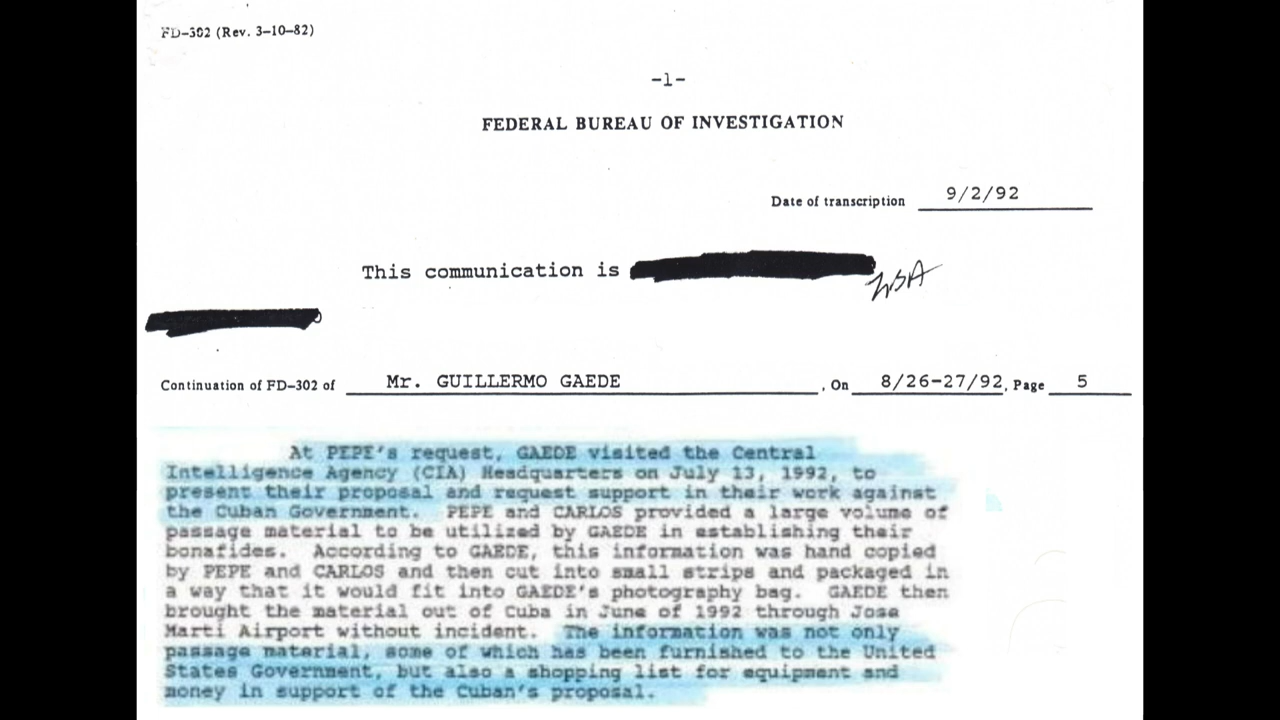 FD-302 (Rev. 3-10-82)
-1-
FEDERAL BUREAU OF INVESTIGATION
Date of transcription 9/2/92
This communication is
Continuation of FD-302 of Mr. GUILLERMO GAEDE , On 8/26-27/92, Page 5
At PEPE's request, GAEDE visited the Central
Intelligence Agency (CIA) Headquarters on July 13, 1992, to
present their proposal and request support in their work against
the Cuban Government. PEPE and CARLOS provided a large volume of
passage material to be utilized by GAEDE in establishing their
bonafides. According to GAEDE, this information was hand copied
by PEPE and CARLOS and then cut into small strips and packaged in
a way that it would fit into GAEDE's photography bag. GAEDE then
brought the material out of Cuba in June of 1992 through Jose
Marti Airport without incident. The information was not only
passage material, some of which has been furnished to the United
States Government, but also a shopping list for equipment and
money in support of the Cuban's proposal.